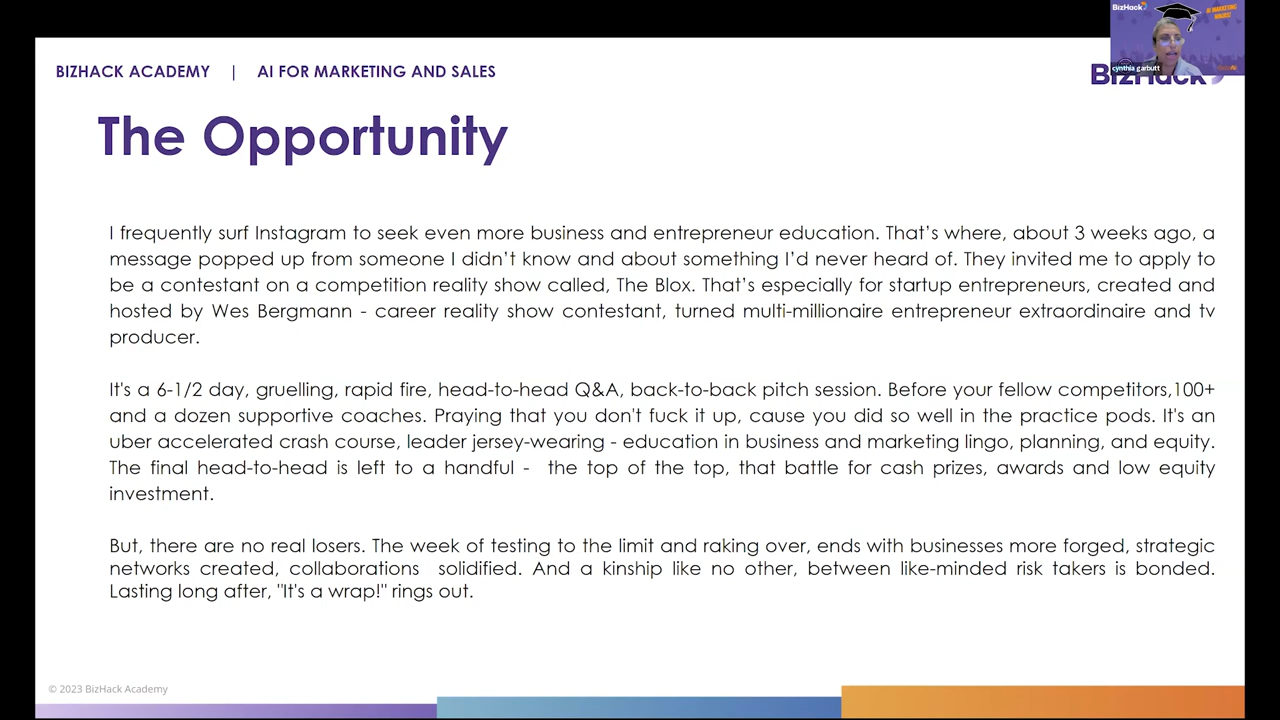 BizHack
AI MARKETING
cynthia garbutt
BIZHACK ACADEMY | AI FOR MARKETING AND SALES
BizHack
The Opportunity
I frequently surf Instagram to seek even more business and entrepreneur education. That’s where, about 3 weeks ago, a
message popped up from someone I didn’t know and about something I’d never heard of. They invited me to apply to
be a contestant on a competition reality show called, The Blox. That’s especially for startup entrepreneurs, created and
hosted by Wes Bergmann - career reality show contestant, turned multi-millionaire entrepreneur extraordinaire and tv
producer.
It's a 6-1/2 day, gruelling, rapid fire, head-to-head Q&A, back-to-back pitch session. Before your fellow competitors,100+
and a dozen supportive coaches. Praying that you don't fuck it up, cause you did so well in the practice pods. It's an
uber accelerated crash course, leader jersey-wearing - education in business and marketing lingo, planning, and equity.
The final head-to-head is left to a handful - the top of the top, that battle for cash prizes, awards and low equity
investment.
But, there are no real losers. The week of testing to the limit and raking over, ends with businesses more forged, strategic
networks created, collaborations solidified. And a kinship like no other, between like-minded risk takers is bonded.
Lasting long after, "It's a wrap!" rings out.
© 2023 BizHack Academy